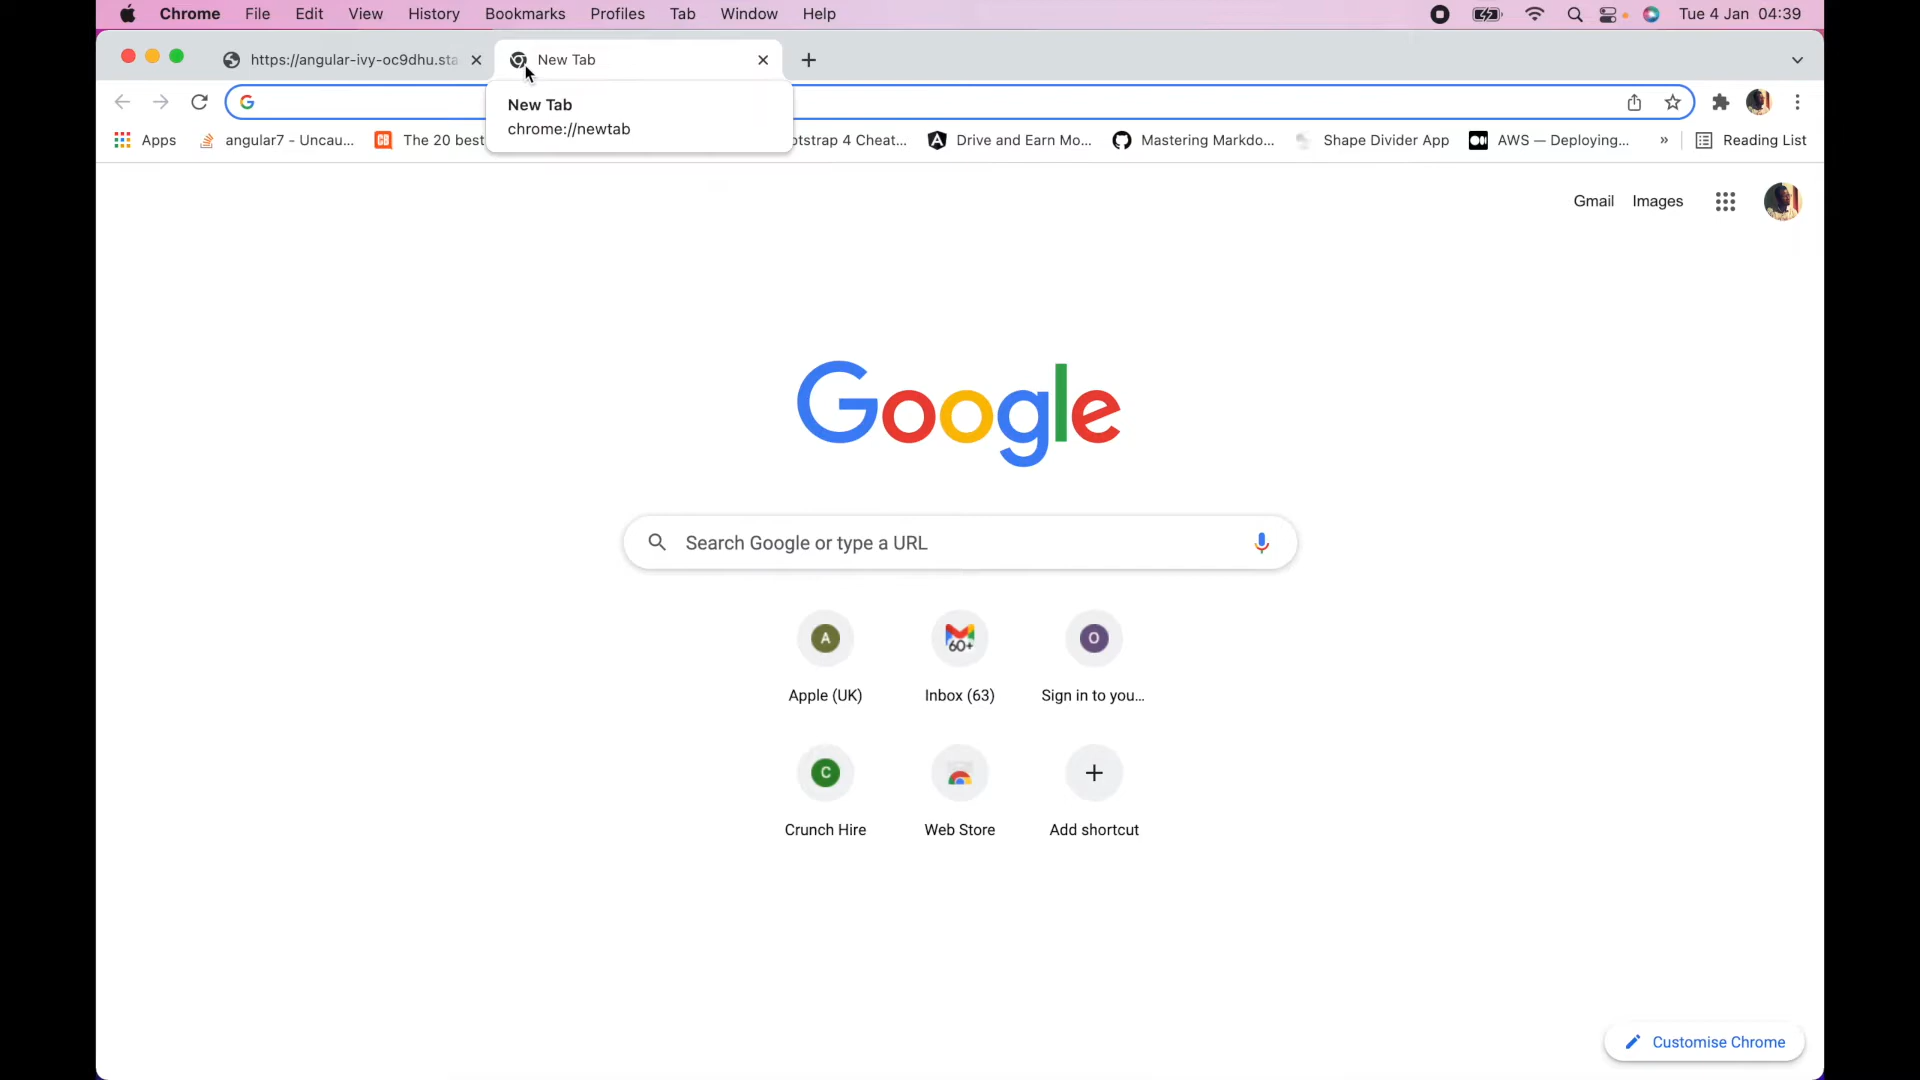 Chrome File Edit View History Bookmarks Profiles Tab Window Help Tue 4 Jan 04:39
https://angular-ivy-oc9dhu.sta New Tab
New Tab
chrome://newtab
Apps angular7 - Uncau... The 20 best otstrap 4 Cheat... Drive and Earn Mo... Mastering Markdo... Shape Divider App AWS — Deploying... » Reading List
Gmail Images
Google
Search Google or type a URL
A 60+ O
Apple (UK) Inbox (63) Sign in to you...
C
Crunch Hire Web Store Add shortcut
Customise Chrome